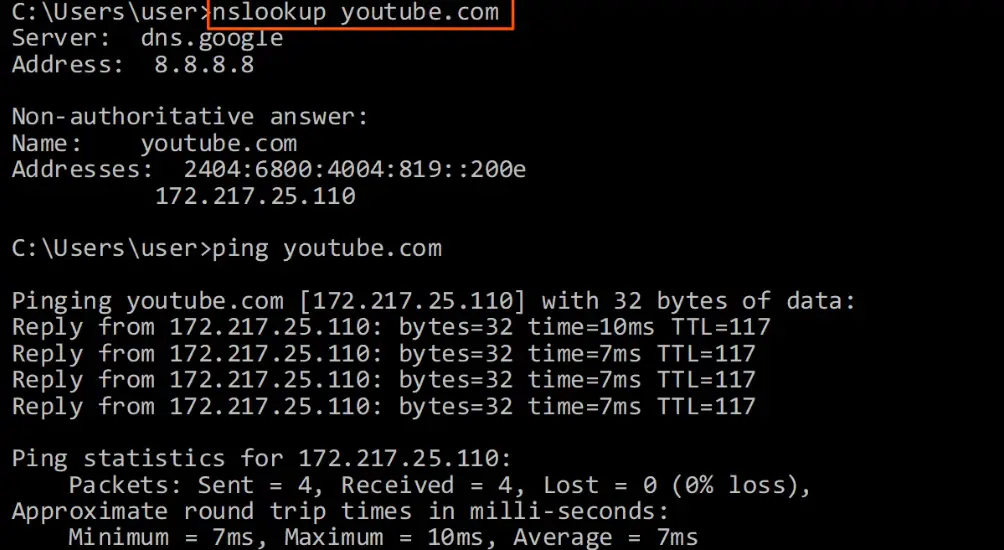 C:\Users\user>nslookup youtube.com
Server:  dns.google
Address:  8.8.8.8
Non-authoritative answer:
Name:    youtube.com
Addresses:  2404:6800:4004:819::200e
          172.217.25.110
C:\Users\user>ping youtube.com
Pinging youtube.com [172.217.25.110] with 32 bytes of data:
Reply from 172.217.25.110: bytes=32 time=10ms TTL=117
Reply from 172.217.25.110: bytes=32 time=7ms TTL=117
Reply from 172.217.25.110: bytes=32 time=7ms TTL=117
Reply from 172.217.25.110: bytes=32 time=7ms TTL=117
Ping statistics for 172.217.25.110:
    Packets: Sent = 4, Received = 4, Lost = 0 (0% loss),
Approximate round trip times in milli-seconds:
    Minimum = 7ms, Maximum = 10ms, Average = 7ms